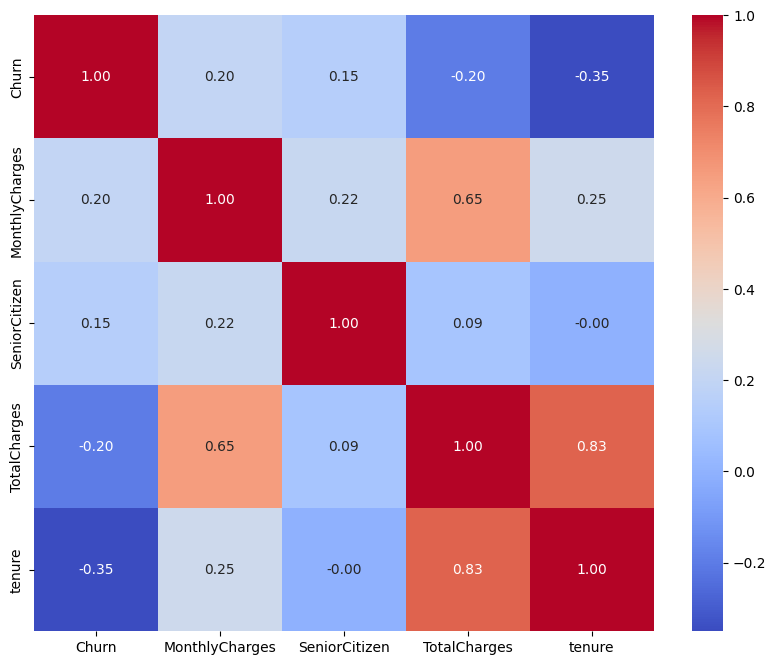 Churn 1.00 0.20 0.15 -0.20 -0.35
MonthlyCharges 0.20 1.00 0.22 0.65 0.25
SeniorCitizen 0.15 0.22 1.00 0.09 -0.00
TotalCharges -0.20 0.65 0.09 1.00 0.83
tenure -0.35 0.25 -0.00 0.83 1.00
Churn MonthlyCharges SeniorCitizen TotalCharges tenure
1.0
0.8
0.6
0.4
0.2
0.0
−0.2